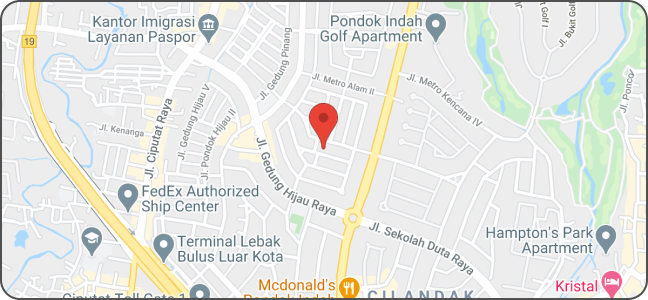 Kantor Imigrasi
Layanan Paspor
Pondok Indah
Golf Apartment
Jl. Bukit Golf I
19
Jl. Gedung Pinang
Jl. Metro Alam II
Jl. Metro Kencana IV
Jl. Gedung Hijau V
Jl. Pondok Hijau II
Jl. Kenanga
Jl. Ciputat Raya
Jl. Gedung Hijau Raya
FedEx Authorized
Ship Center
Jl. Sekolah Duta Raya
Terminal Lebak
Bulus Luar Kota
Hampton's Park
Apartment
McDonald's
Pondok Indah
Kristal
CILANDAK
Ciputat Toll Gate 1